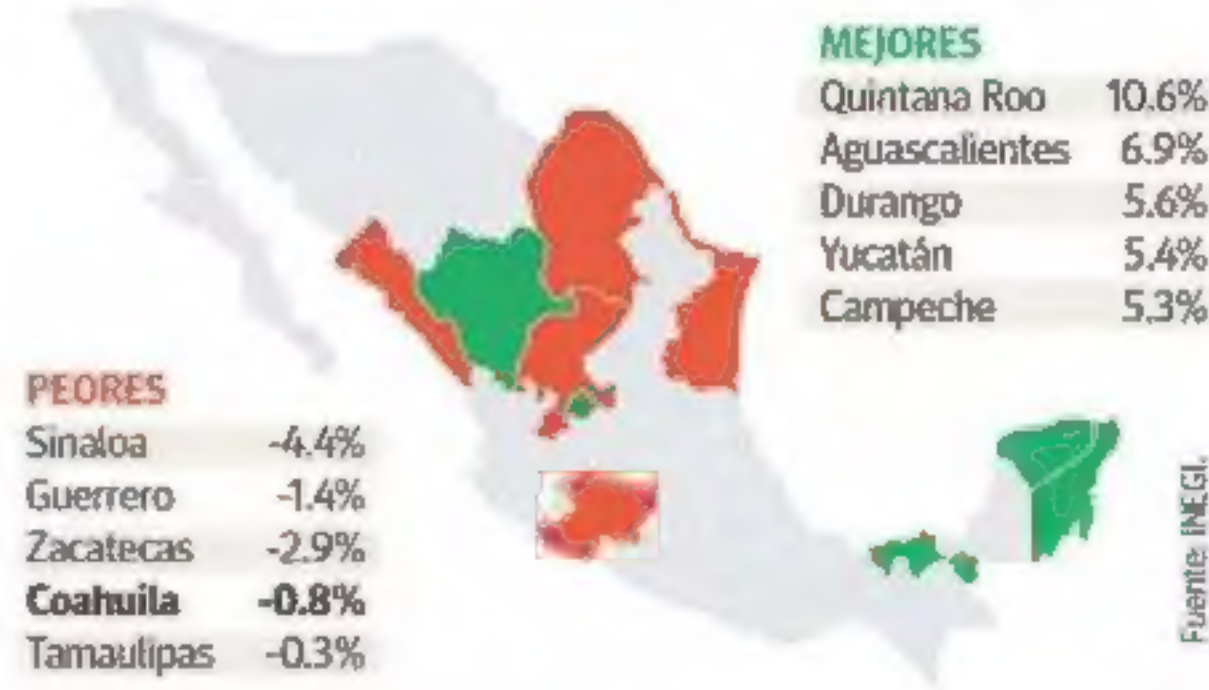 MEJORES
Quintana Roo 10.6%
Aguascalientes 6.9%
Durango 5.6%
Yucatán 5.4%
Campeche 5.3%
PEORES
Sinaloa -4.4%
Guerrero -1.4%
Zacatecas -2.9%
Coahuila -0.8%
Tamaulipas -0.3%
Fuente: INEGI.